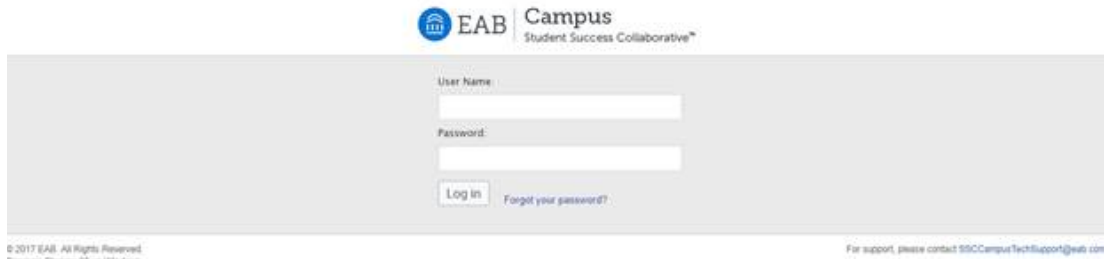 EAB
Campus
Student Success Collaborative™
User Name:
Password:
Log in
Forgot your password?
© 2017 EAB. All Rights Reserved.
For support, please contact SSCCampusTechSupport@eab.com